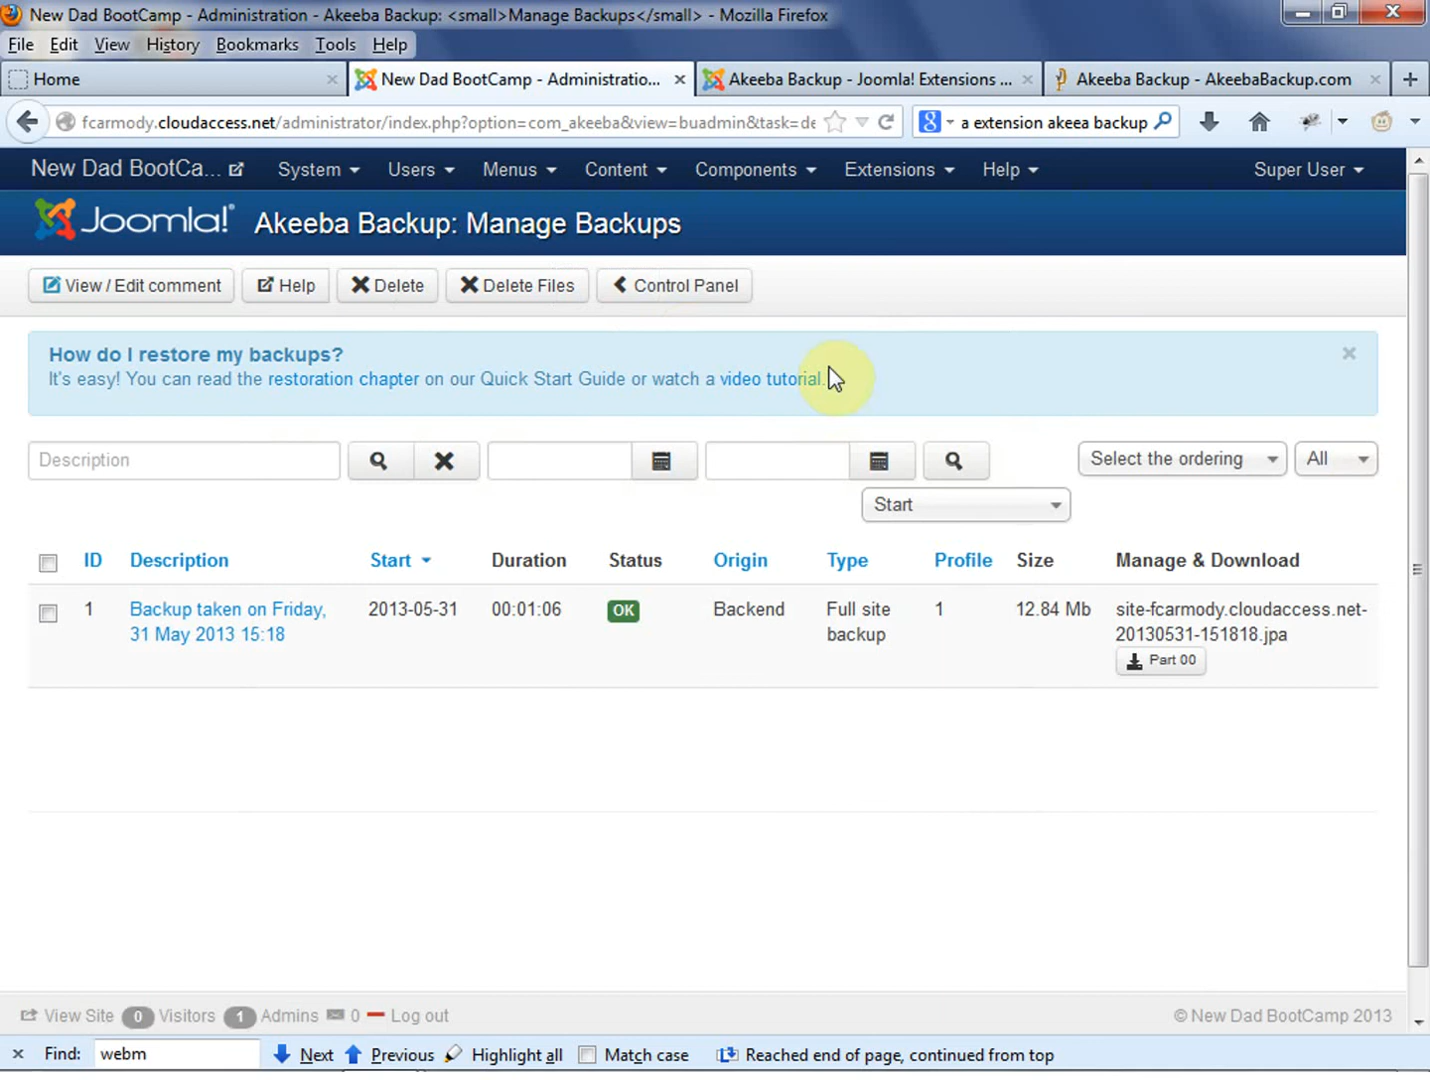 New Dad BootCamp - Administration - Akeeba Backup: <small>Manage Backups</small> - Mozilla Firefox
File Edit View History Bookmarks Tools Help
Home
New Dad BootCamp - Administratio...
Akeeba Backup - Joomla! Extensions ...
Akeeba Backup - AkeebaBackup.com
fcarmody.cloudaccess.net/administrator/index.php?option=com_akeeba&view=buadmin&task=de
a extension akeea backup
New Dad BootCa... System Users Menus Content Components Extensions Help Super User
Joomla!® Akeeba Backup: Manage Backups
View / Edit comment Help Delete Delete Files Control Panel
How do I restore my backups?
It's easy! You can read the restoration chapter on our Quick Start Guide or watch a video tutorial.
Description Select the ordering All
Start
ID Description Start Duration Status Origin Type Profile Size Manage & Download
1 Backup taken on Friday, 2013-05-31 00:01:06 OK Backend Full site 1 12.84 Mb site-fcarmody.cloudaccess.net-
31 May 2013 15:18 backup 20130531-151818.jpa
Part 00
View Site 0 Visitors 1 Admins 0 Log out © New Dad BootCamp 2013
Find: webm Next Previous Highlight all Match case Reached end of page, continued from top